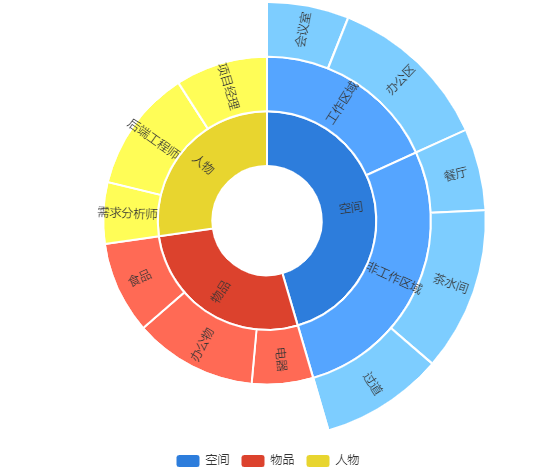 会议室
办公区
工作区域
餐厅
空间
茶水间
非工作区域
过道
项目经理
后端工程师
人物
需求分析师
食品
物品
办公物
电器
空间 物品 人物